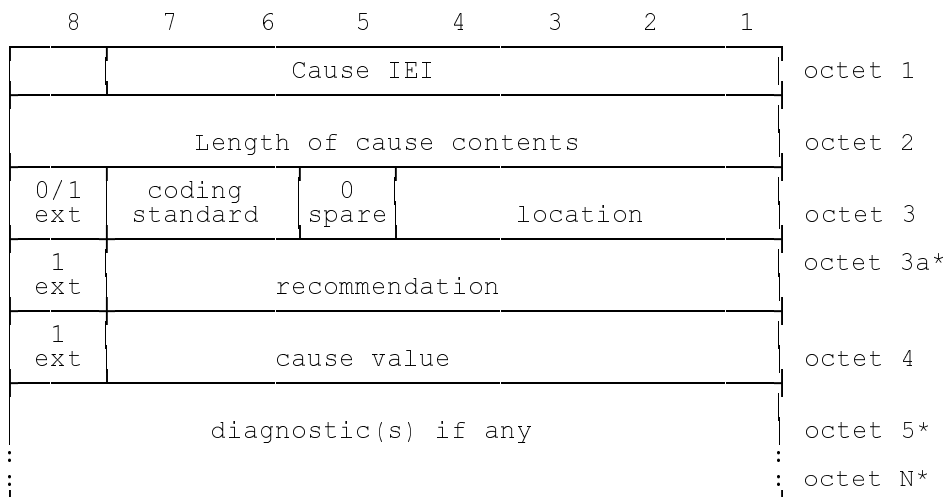 8 7 6 5 4 3 2 1
Cause IEI octet 1
Length of cause contents octet 2
0/1 coding 0
ext standard spare location octet 3
1 octet 3a*
ext recommendation
1
ext cause value octet 4
diagnostic(s) if any octet 5*
: :
: : octet N*